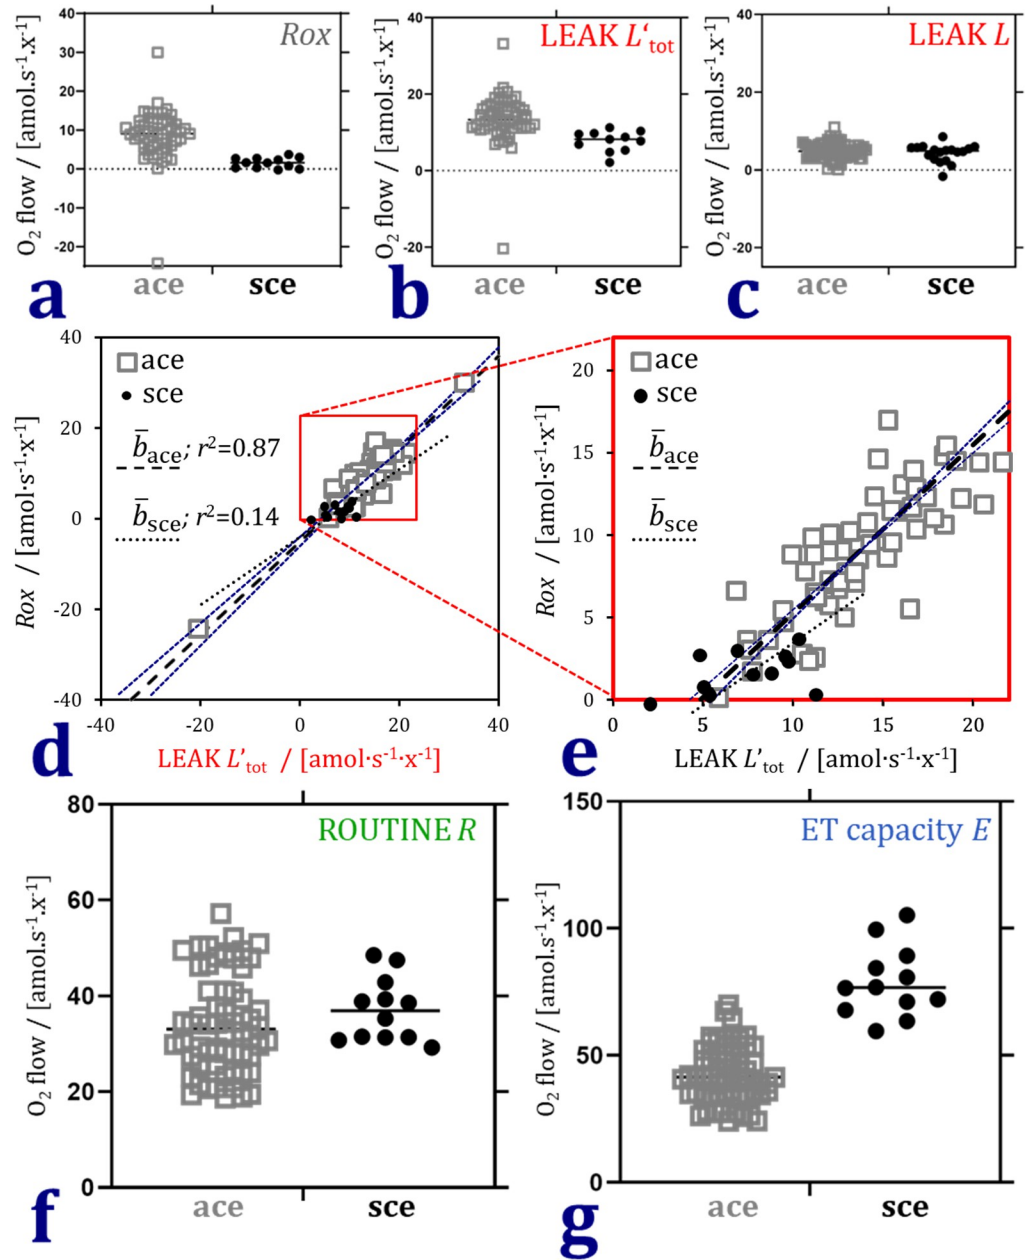 Rox
O₂ flow / [amol.s⁻¹.x⁻¹]
40
30
20
10
0
-10
-20
ace
sce
a
LEAK L‘tot
O₂ flow / [amol.s⁻¹.x⁻¹]
40
20
0
-20
ace
sce
b
LEAK L
O₂ flow / [amol.s⁻¹.x⁻¹]
40
20
0
-20
ace
sce
c
Rox / [amol·s⁻¹·x⁻¹]
40
20
0
-20
-40
ace
sce
b̅ace; r²=0.87
b̅sce; r²=0.14
-40
-20
0
20
40
LEAK L’tot / [amol·s⁻¹·x⁻¹]
d
Rox / [amol·s⁻¹·x⁻¹]
20
15
10
5
0
ace
sce
b̅ace
b̅sce
0
5
10
15
20
LEAK L’tot / [amol·s⁻¹·x⁻¹]
e
ROUTINE R
O₂ flow / [amol.s⁻¹.x⁻¹]
80
60
40
20
0
ace
sce
f
ET capacity E
O₂ flow / [amol.s⁻¹.x⁻¹]
150
100
50
0
ace
sce
g